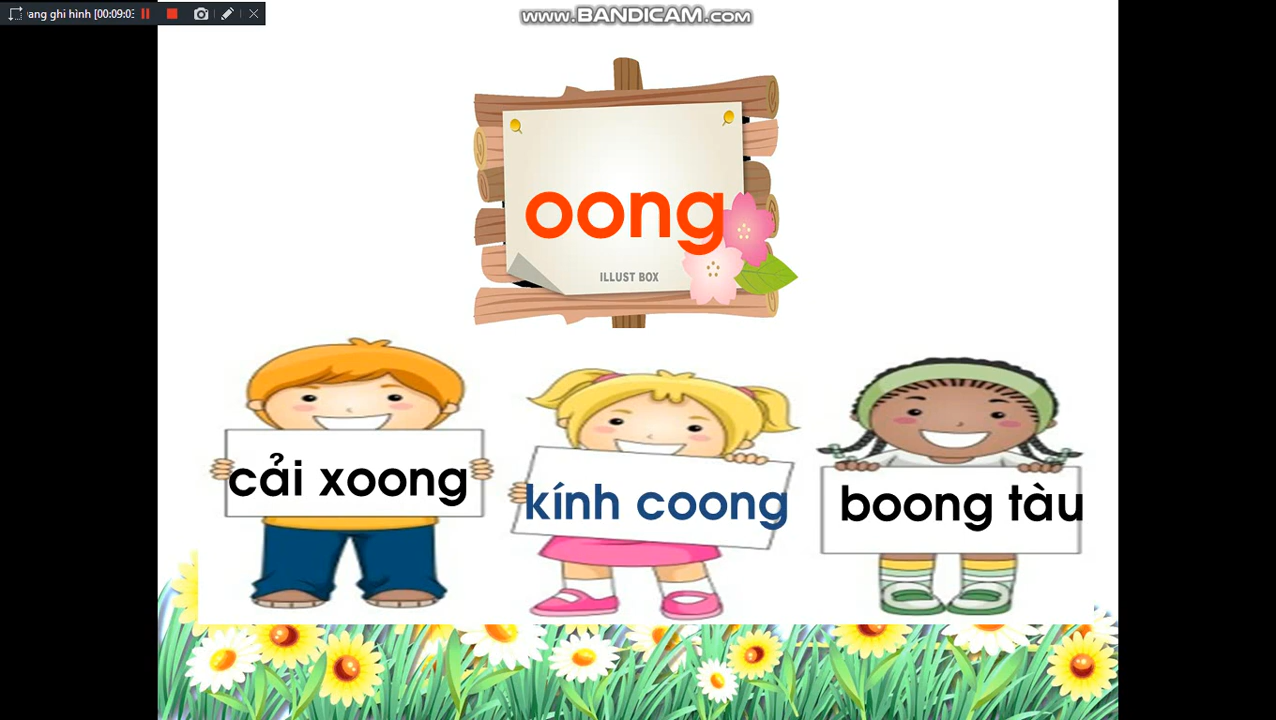 ang ghi hình [00:09:0
www.BANDICAM.com
oong
ILLUST BOX
cải xoong
kính coong
boong tàu